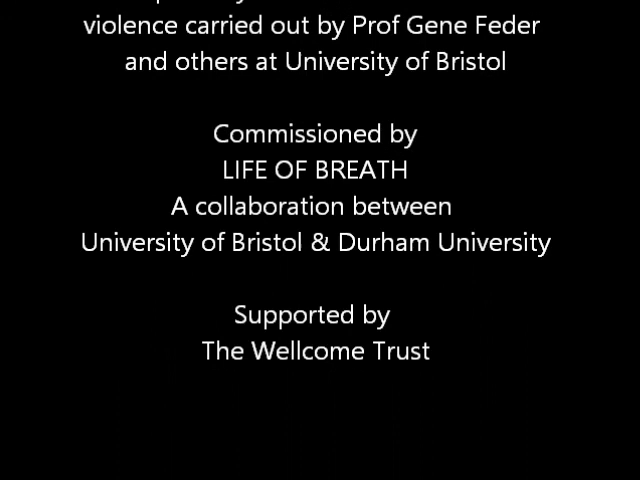 violence carried out by Prof Gene Feder
and others at University of Bristol
Commissioned by
LIFE OF BREATH
A collaboration between
University of Bristol & Durham University
Supported by
The Wellcome Trust